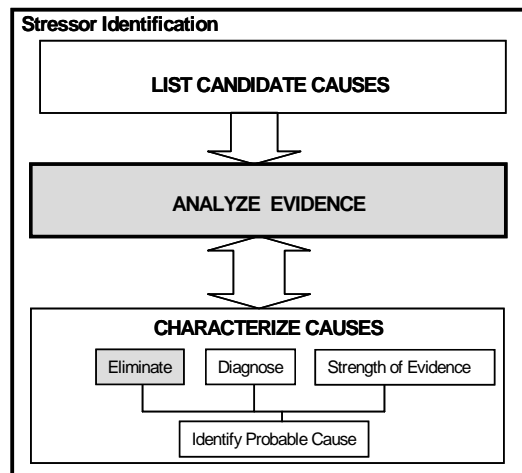 Stressor Identification
LIST CANDIDATE CAUSES
ANALYZE EVIDENCE
CHARACTERIZE CAUSES
Eliminate
Diagnose
Strength of Evidence
Identify Probable Cause